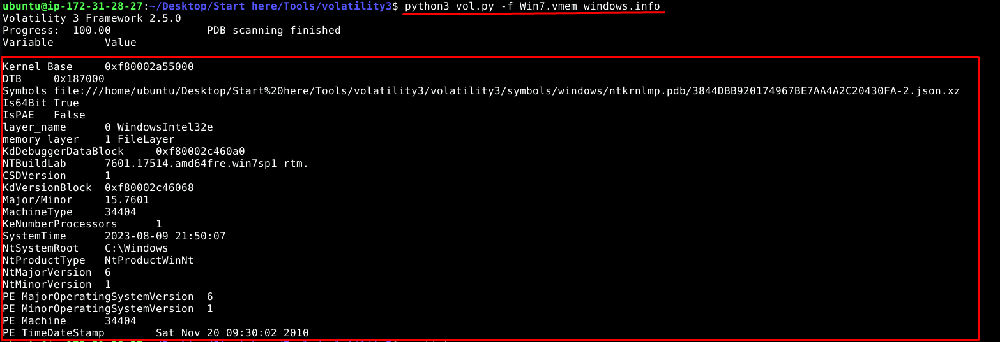 ubuntu@ip-172-31-28-27:~/Desktop/Start here/Tools/volatility3$ python3 vol.py -f Win7.vmem windows.info
Volatility 3 Framework 2.5.0
Progress:  100.00               PDB scanning finished
Variable        Value
Kernel Base     0xf80002a55000
DTB     0x187000
Symbols file:///home/ubuntu/Desktop/Start%20here/Tools/volatility3/volatility3/symbols/windows/ntkrnlmp.pdb/3844DBB920174967BE7AA4A2C20430FA-2.json.xz
Is64Bit True
IsPAE   False
layer_name      0 WindowsIntel32e
memory_layer    1 FileLayer
KdDebuggerDataBlock     0xf80002c460a0
NTBuildLab      7601.17514.amd64fre.win7sp1_rtm.
CSDVersion      1
KdVersionBlock  0xf80002c46068
Major/Minor     15.7601
MachineType     34404
KeNumberProcessors      1
SystemTime      2023-08-09 21:50:07
NtSystemRoot    C:\Windows
NtProductType   NtProductWinNt
NtMajorVersion  6
NtMinorVersion  1
PE MajorOperatingSystemVersion  6
PE MinorOperatingSystemVersion  1
PE Machine      34404
PE TimeDateStamp        Sat Nov 20 09:30:02 2010